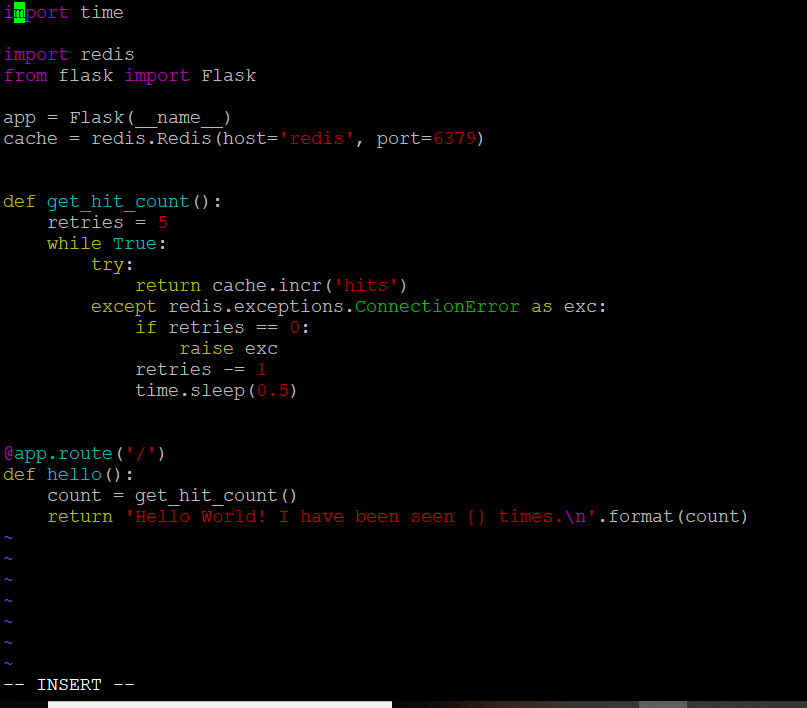 import time

import redis
from flask import Flask

app = Flask(__name__)
cache = redis.Redis(host='redis', port=6379)


def get_hit_count():
    retries = 5
    while True:
        try:
            return cache.incr('hits')
        except redis.exceptions.ConnectionError as exc:
            if retries == 0:
                raise exc
            retries -= 1
            time.sleep(0.5)


@app.route('/')
def hello():
    count = get_hit_count()
    return 'Hello World! I have been seen {} times.\n'.format(count)
~
~
~
~
~
~
~
-- INSERT --